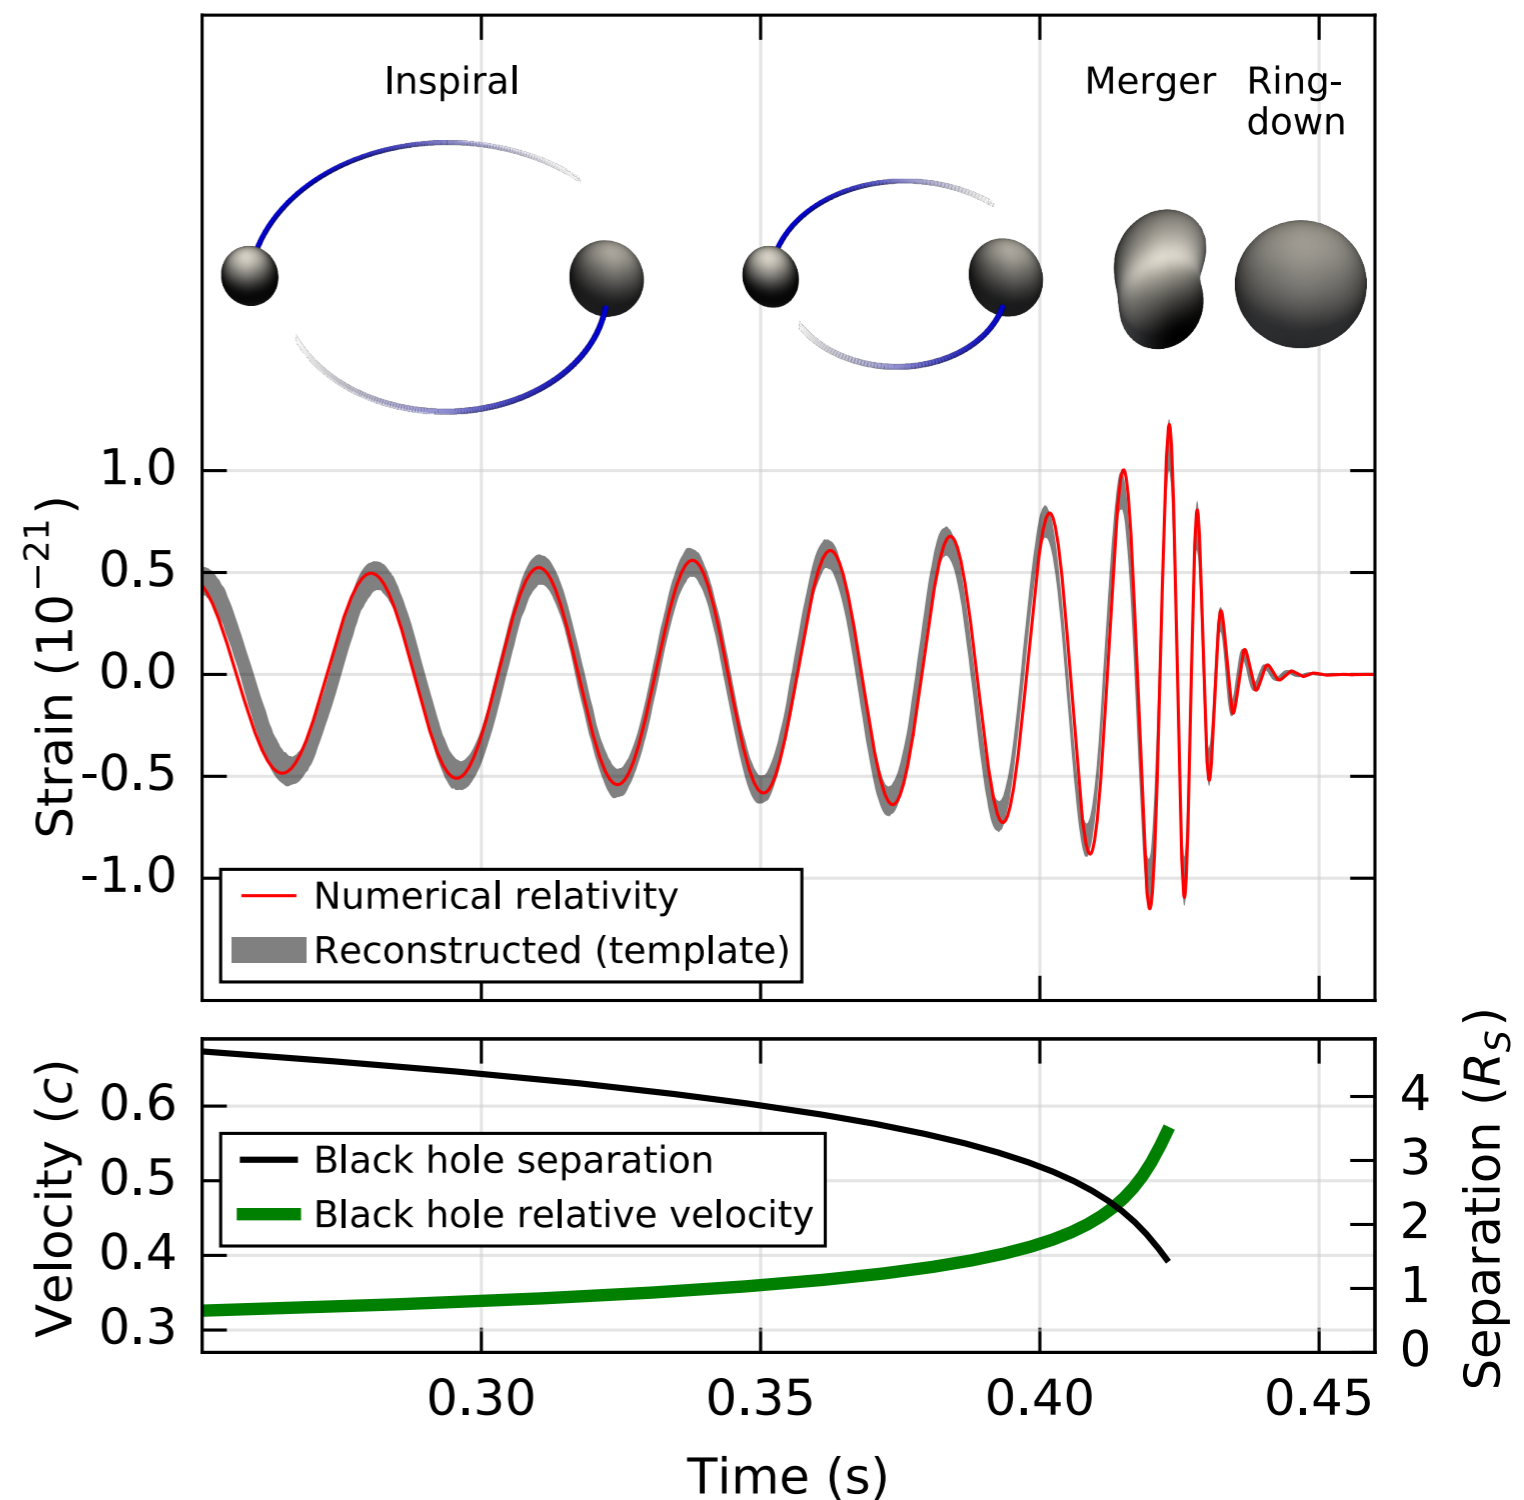 Inspiral
Merger
Ring-
down
Strain (10⁻²¹)
1.0
0.5
0.0
-0.5
-1.0
Numerical relativity
Reconstructed (template)
Velocity (c)
0.6
0.5
0.4
0.3
Black hole separation
Black hole relative velocity
Separation (R_S)
4
3
2
1
0
0.30
0.35
0.40
0.45
Time (s)